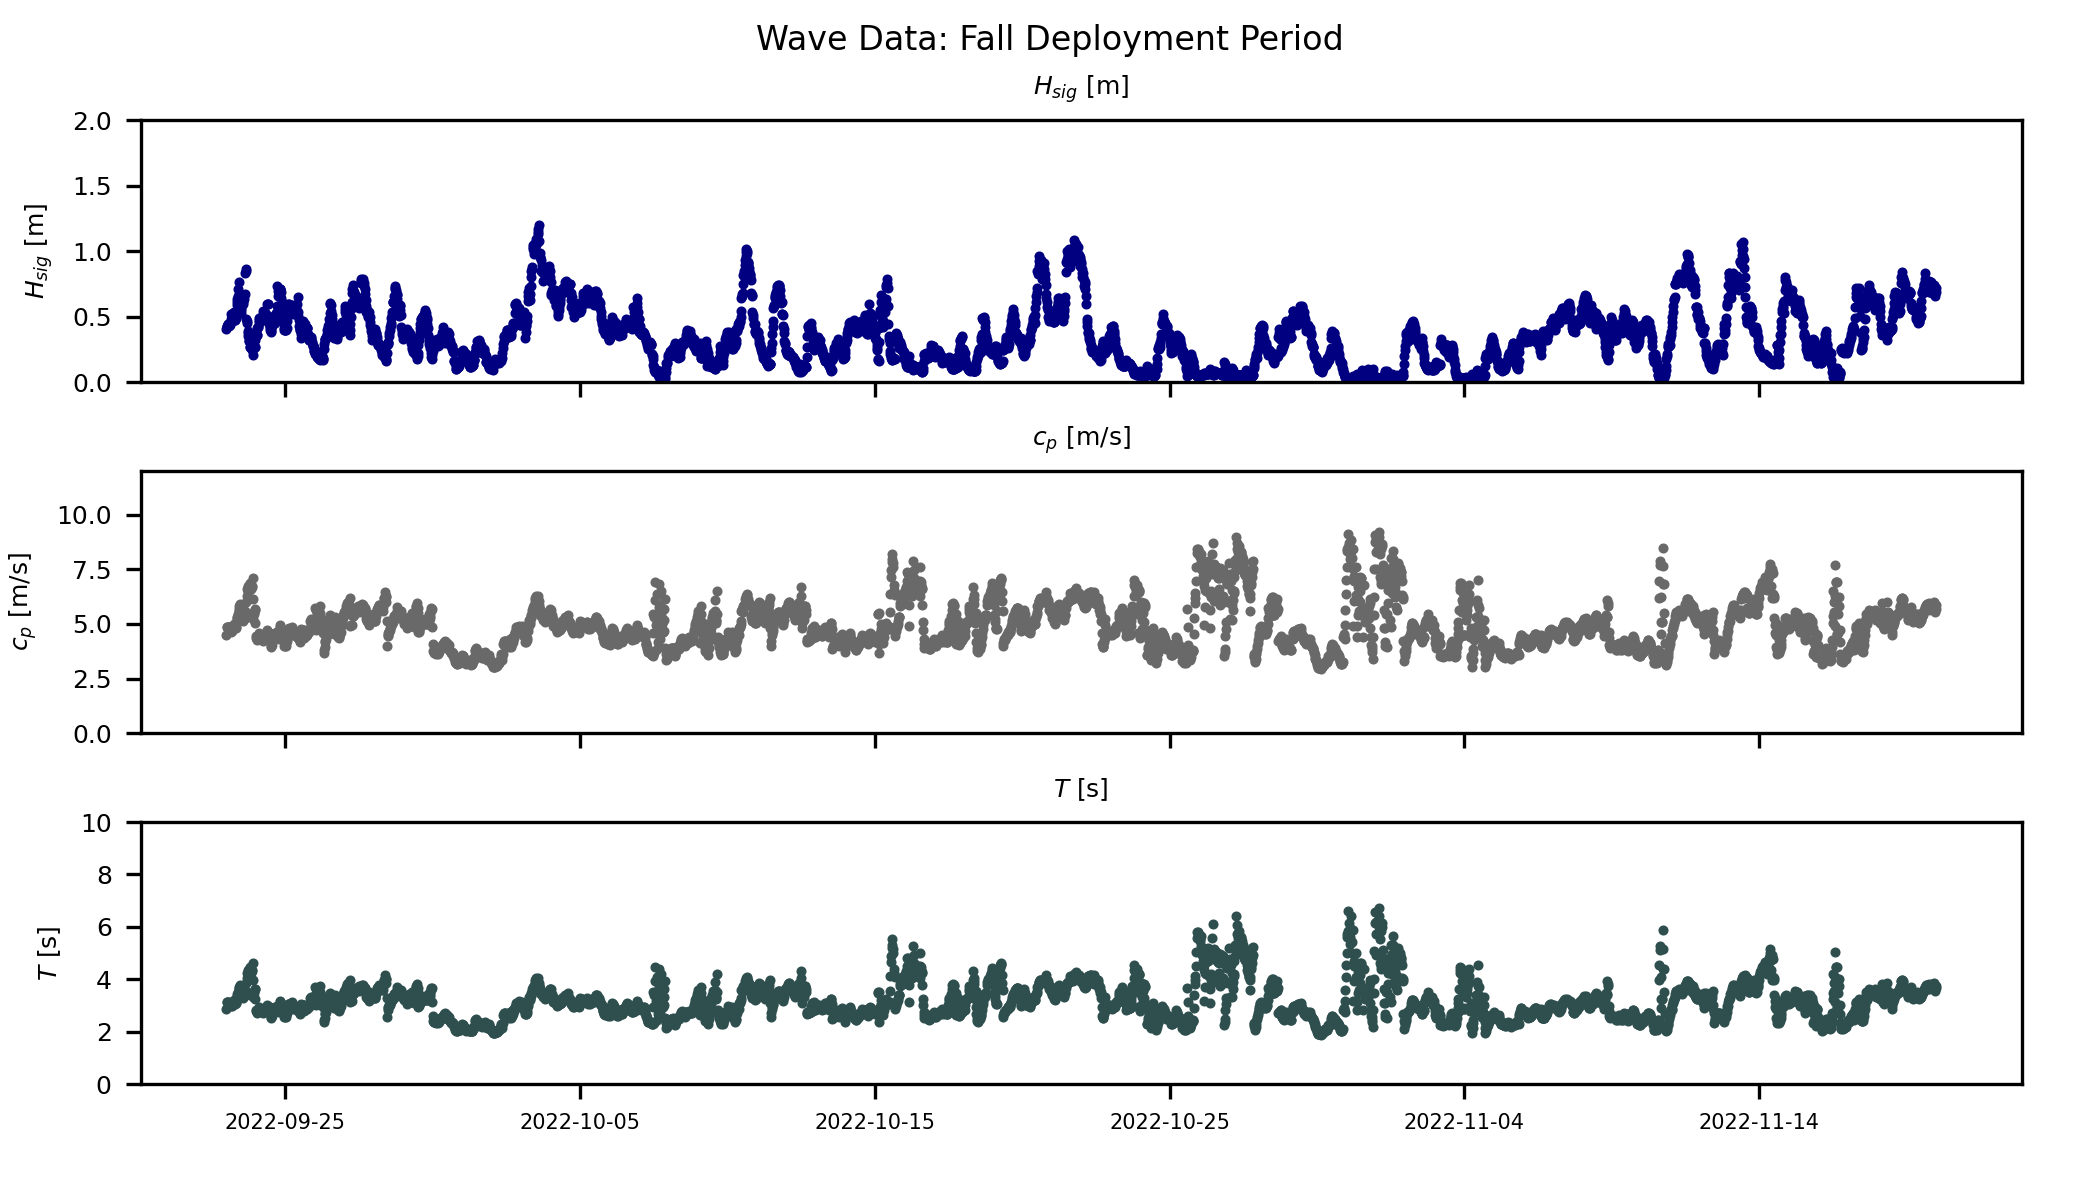 Wave Data: Fall Deployment Period
H_sig [m]
H_sig [m]
2.0
1.5
1.0
0.5
0.0
c_p [m/s]
c_p [m/s]
10.0
7.5
5.0
2.5
0.0
T [s]
T [s]
10
8
6
4
2
0
2022-09-25 2022-10-05 2022-10-15 2022-10-25 2022-11-04 2022-11-14